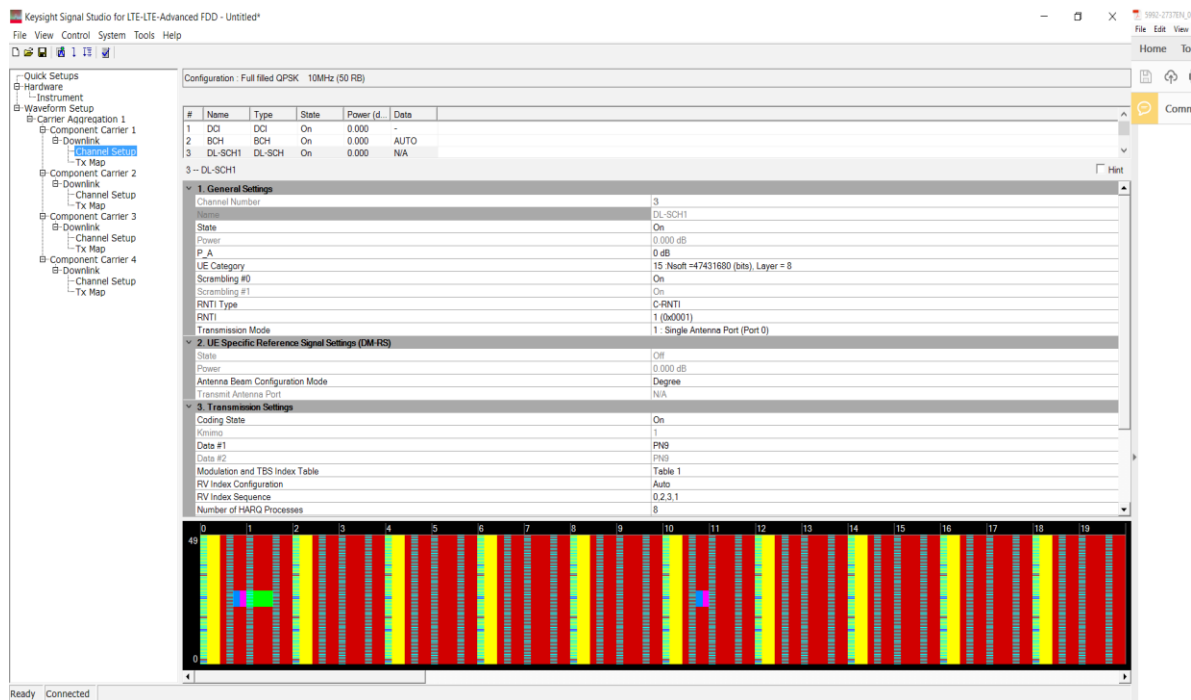 Keysight Signal Studio for LTE-LTE-Advanced FDD - Untitled*
File View Control System Tools Help
Quick Setups
Hardware
Instrument
Waveform Setup
Carrier Aggregation 1
Component Carrier 1
Downlink
Channel Setup
Tx Map
Component Carrier 2
Downlink
Channel Setup
Tx Map
Component Carrier 3
Downlink
Channel Setup
Tx Map
Component Carrier 4
Downlink
Channel Setup
Tx Map
Configuration : Full filled QPSK 10MHz (50 RB)
# Name Type State Power (d... Data
1 DCI DCI On 0.000 -
2 BCH BCH On 0.000 AUTO
3 DL-SCH1 DL-SCH On 0.000 N/A
3 -- DL-SCH1 Hint
1. General Settings
Channel Number 3
Name DL-SCH1
State On
Power 0.000 dB
P_A 0 dB
UE Category 15 :Nsoft =47431680 (bits), Layer = 8
Scrambling #0 On
Scrambling #1 On
RNTI Type C-RNTI
RNTI 1 (0x0001)
Transmission Mode 1 : Single Antenna Port (Port 0)
2. UE Specific Reference Signal Settings (DM-RS)
State Off
Power 0.000 dB
Antenna Beam Configuration Mode Degree
Transmit Antenna Port N/A
3. Transmission Settings
Coding State On
Kmimo 1
Data #1 PN9
Data #2 PN9
Modulation and TBS Index Table Table 1
RV Index Configuration Auto
RV Index Sequence 0,2,3,1
Number of HARQ Processes 8
0 1 2 3 4 5 6 7 8 9 10 11 12 13 14 15 16 17 18 19
49
0
Ready Connected
5992-2737EN_0
File Edit View
Home To
Comm